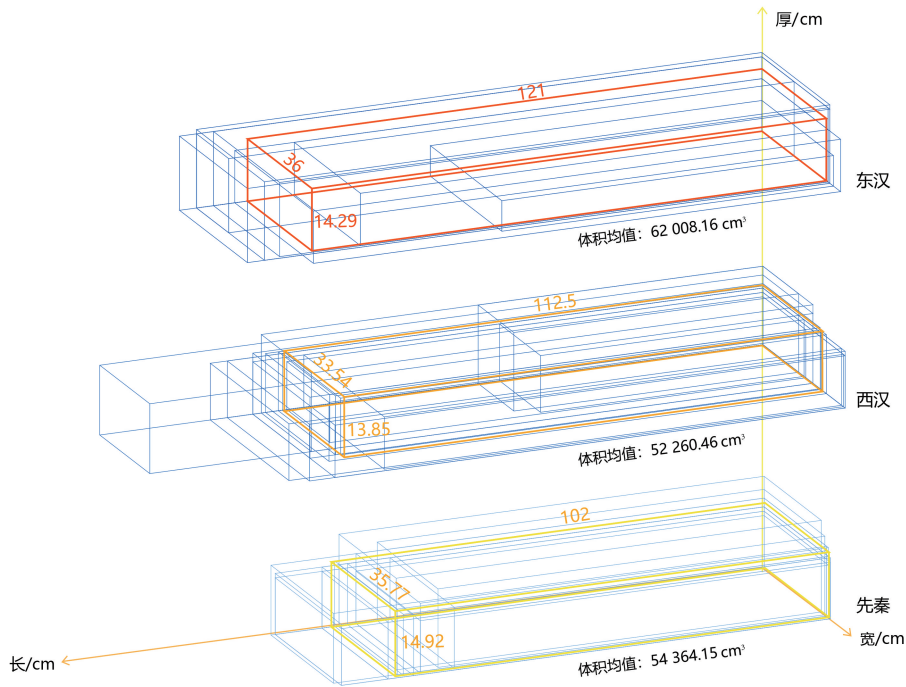 厚/cm
121
36
14.29
东汉
体积均值：62 008.16 cm³
112.5
33.54
13.85
西汉
体积均值：52 260.46 cm³
102
35.77
14.92
先秦
宽/cm
长/cm
体积均值：54 364.15 cm³